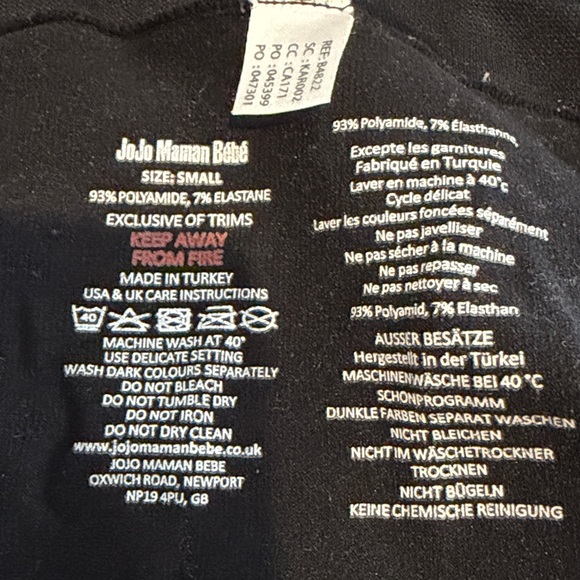 REF: B4822
SC : KAR002
CC : CA171
PO : 045399
PO : 047301
JoJo Maman Bébé
SIZE: SMALL
93% POLYAMIDE, 7% ELASTANE
EXCLUSIVE OF TRIMS
KEEP AWAY
FROM FIRE
MADE IN TURKEY
USA & UK CARE INSTRUCTIONS
40
MACHINE WASH AT 40°
USE DELICATE SETTING
WASH DARK COLOURS SEPARATELY
DO NOT BLEACH
DO NOT TUMBLE DRY
DO NOT IRON
DO NOT DRY CLEAN
www.jojomamanbebe.co.uk
JOJO MAMAN BEBE
OXWICH ROAD, NEWPORT
NP19 4PU, GB
93% Polyamide, 7% Élasthanne
Excepte les garnitures
Fabriqué en Turquie
Laver en machine à 40°c
Cycle délicat
Laver les couleurs foncées séparément
Ne pas javelliser
Ne pas sécher à la machine
Ne pas repasser
Ne pas nettoyer à sec
93% Polyamid, 7% Elasthan
AUSSER BESÄTZE
Hergestellt in der Türkei
MASCHINENWÄSCHE BEI 40 °C
SCHONPROGRAMM
DUNKLE FARBEN SEPARAT WASCHEN
NICHT BLEICHEN
NICHT IM WÄSCHETROCKNER
TROCKNEN
NICHT BÜGELN
KEINE CHEMISCHE REINIGUNG